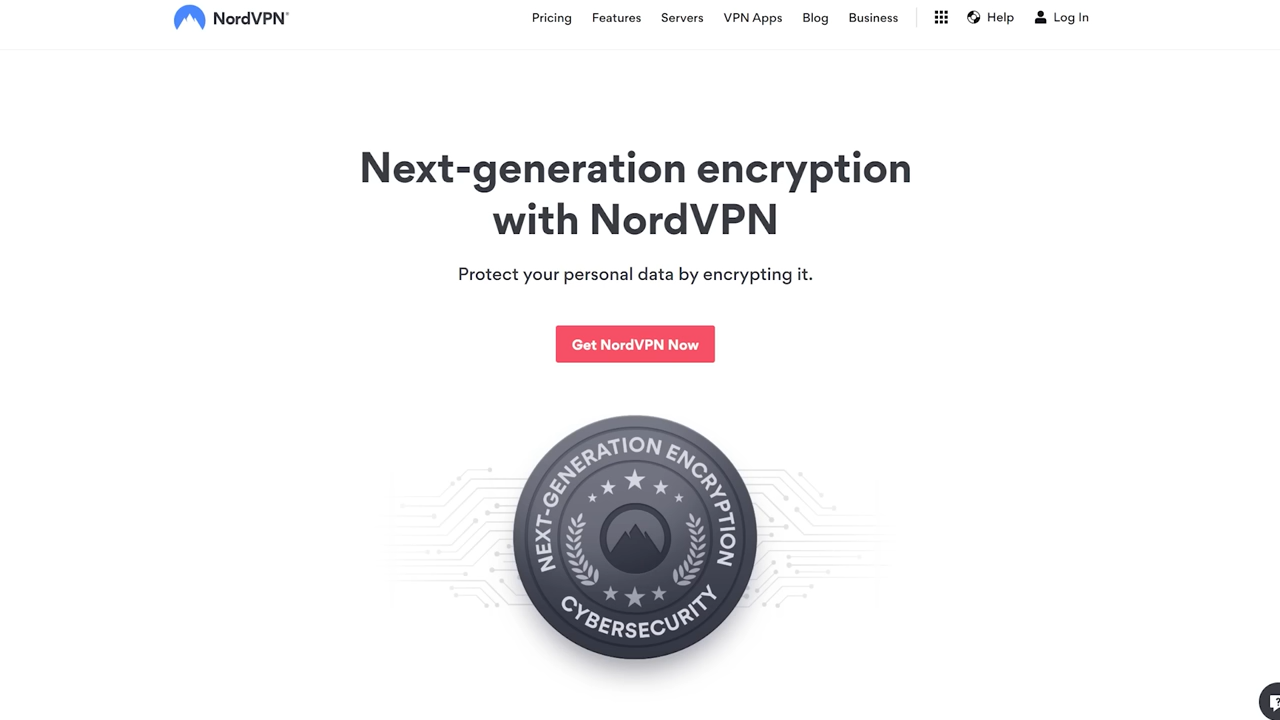 NordVPN®
Pricing
Features
Servers
VPN Apps
Blog
Business
Help
Log In
Next-generation encryption
with NordVPN
Protect your personal data by encrypting it.
Get NordVPN Now
NEXT-GENERATION ENCRYPTION
CYBERSECURITY
?